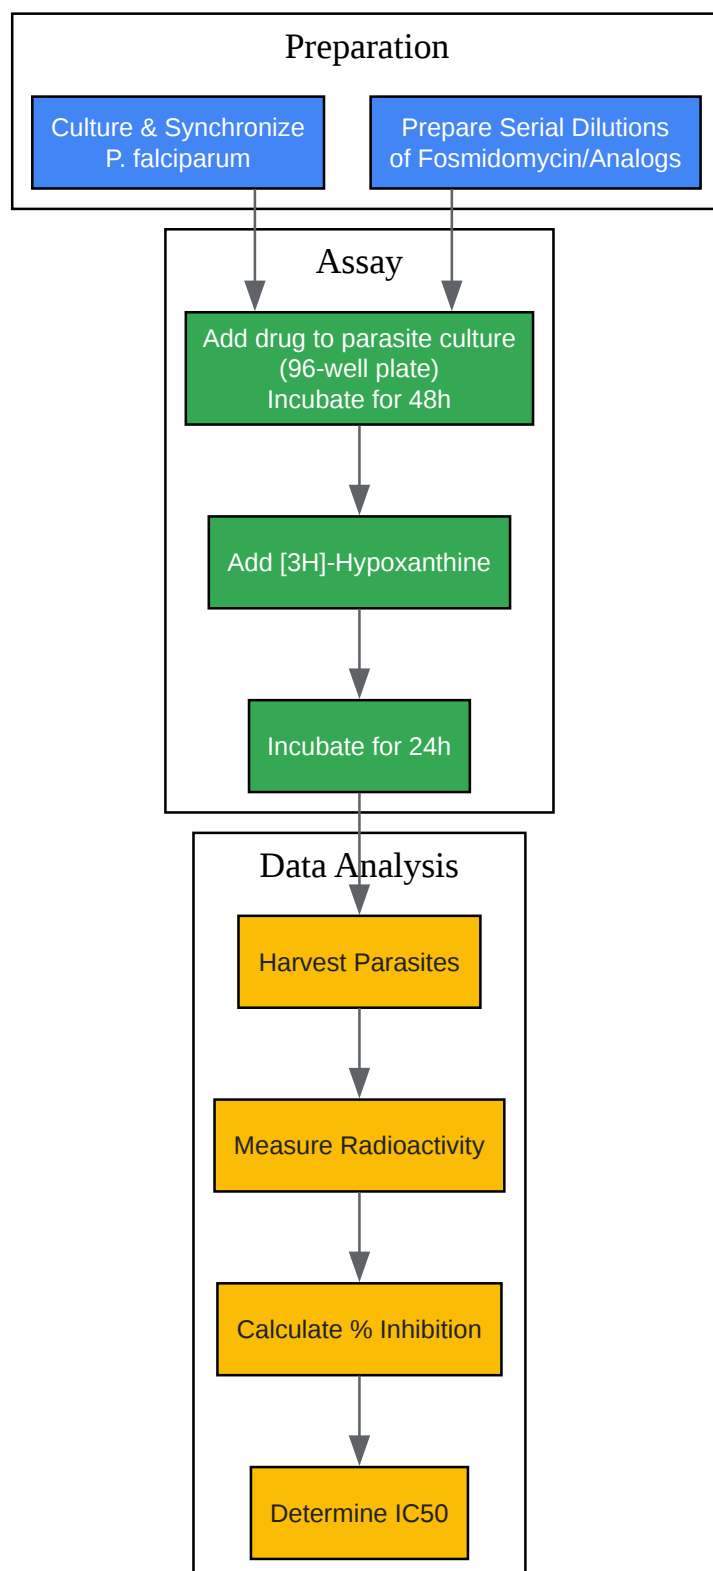 Preparation
Culture & Synchronize
P. falciparum
Prepare Serial Dilutions
of Fosmidomycin/Analogs
Assay
Add drug to parasite culture
(96-well plate)
Incubate for 48h
Add [3H]-Hypoxanthine
Incubate for 24h
Data Analysis
Harvest Parasites
Measure Radioactivity
Calculate % Inhibition
Determine IC50